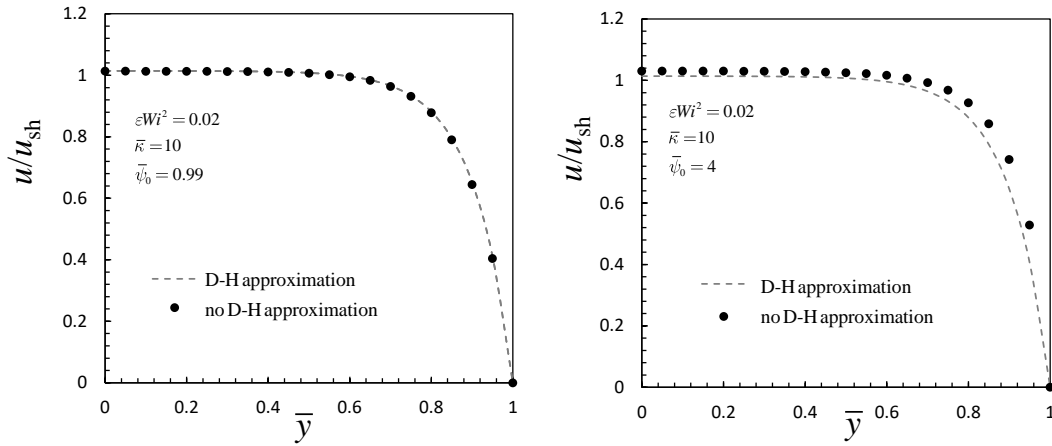 1.2
1
0.8
0.6
0.4
0.2
0
u/u_sh
εWi² = 0.02
κ̄ = 10
ψ̄₀ = 0.99
D-H approximation
no D-H approximation
0 0.2 0.4 0.6 0.8 1
ȳ
1.2
1
0.8
0.6
0.4
0.2
0
u/u_sh
εWi² = 0.02
κ̄ = 10
ψ̄₀ = 4
D-H approximation
no D-H approximation
0 0.2 0.4 0.6 0.8 1
ȳ